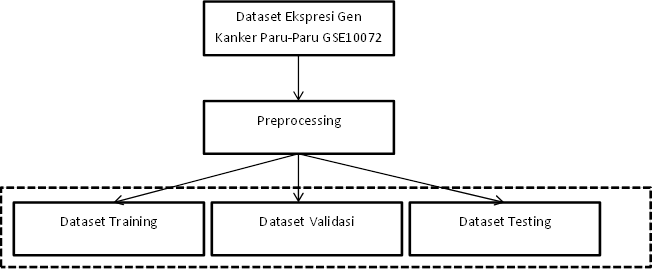 Dataset Ekspresi Gen
Kanker Paru-Paru GSE10072
Preprocessing
Dataset Training
Dataset Validasi
Dataset Testing